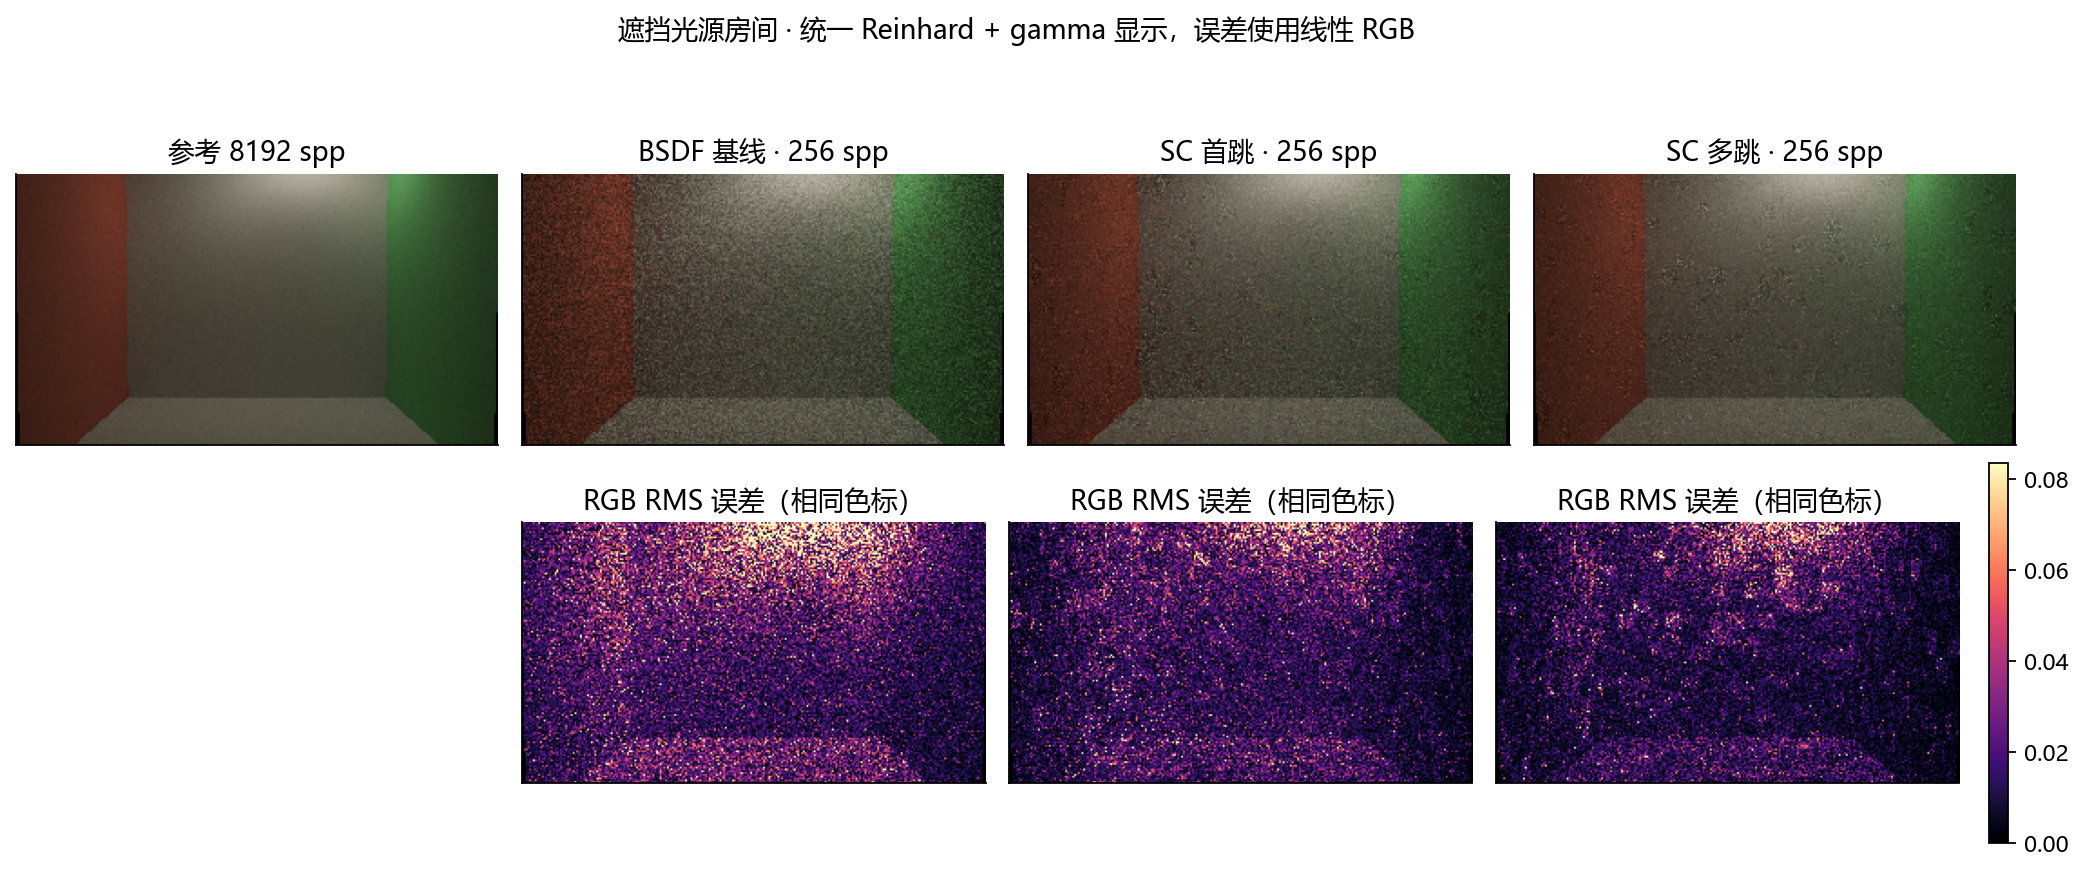 遮挡光源房间 · 统一 Reinhard + gamma 显示，误差使用线性 RGB
参考 8192 spp
BSDF 基线 · 256 spp
SC 首跳 · 256 spp
SC 多跳 · 256 spp
RGB RMS 误差（相同色标）
RGB RMS 误差（相同色标）
RGB RMS 误差（相同色标）
0.08
0.06
0.04
0.02
0.00